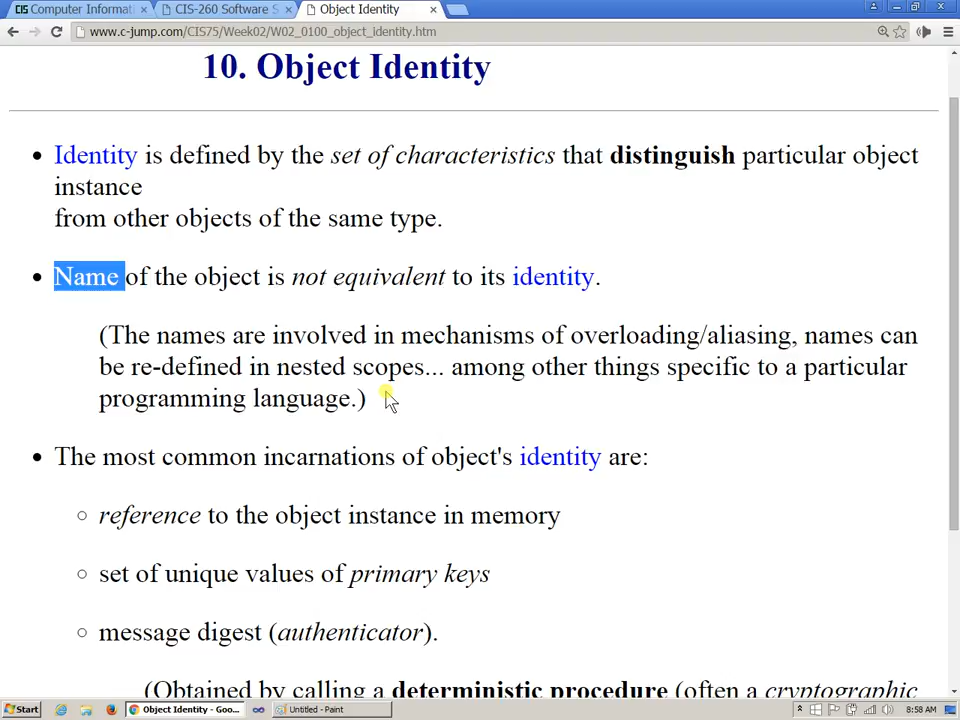 CIS Computer Informati
CIS-260 Software S
Object Identity
www.c-jump.com/CIS75/Week02/W02_0100_object_identity.htm
10. Object Identity
Identity is defined by the set of characteristics that distinguish particular object
instance
from other objects of the same type.
Name of the object is not equivalent to its identity.
(The names are involved in mechanisms of overloading/aliasing, names can
be re-defined in nested scopes... among other things specific to a particular
programming language.)
The most common incarnations of object's identity are:
reference to the object instance in memory
set of unique values of primary keys
message digest (authenticator).
(Obtained by calling a deterministic procedure (often a cryptographic
Start
Object Identity - Goo...
Untitled - Paint
8:58 AM